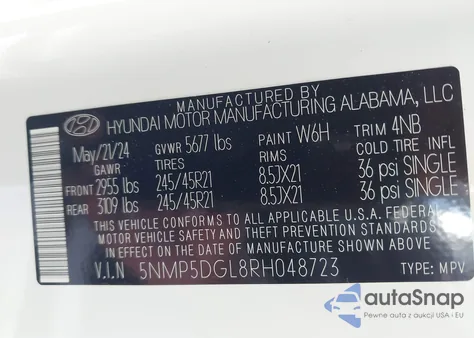 MANUFACTURED BY
HYUNDAI MOTOR MANUFACTURING ALABAMA, LLC
May/21/24 GVWR 5677 lbs PAINT W6H TRIM 4NB
GAWR TIRES RIMS COLD TIRE INFL
FRONT 2955 lbs 245/45R21 8.5JX21 36 psi SINGLE
REAR 3109 lbs 245/45R21 8.5JX21 36 psi SINGLE
THIS VEHICLE CONFORMS TO ALL APPLICABLE FEDERAL
MOTOR VEHICLE SAFETY AND THEFT PREVENTION STANDARDS
IN EFFECT ON THE DATE OF MANUFACTURE SHOWN ABOVE.
V.I.N 5NMP5DGL8RH048723 TYPE: MPV
autoSnap
Pewne auta z USA i EU